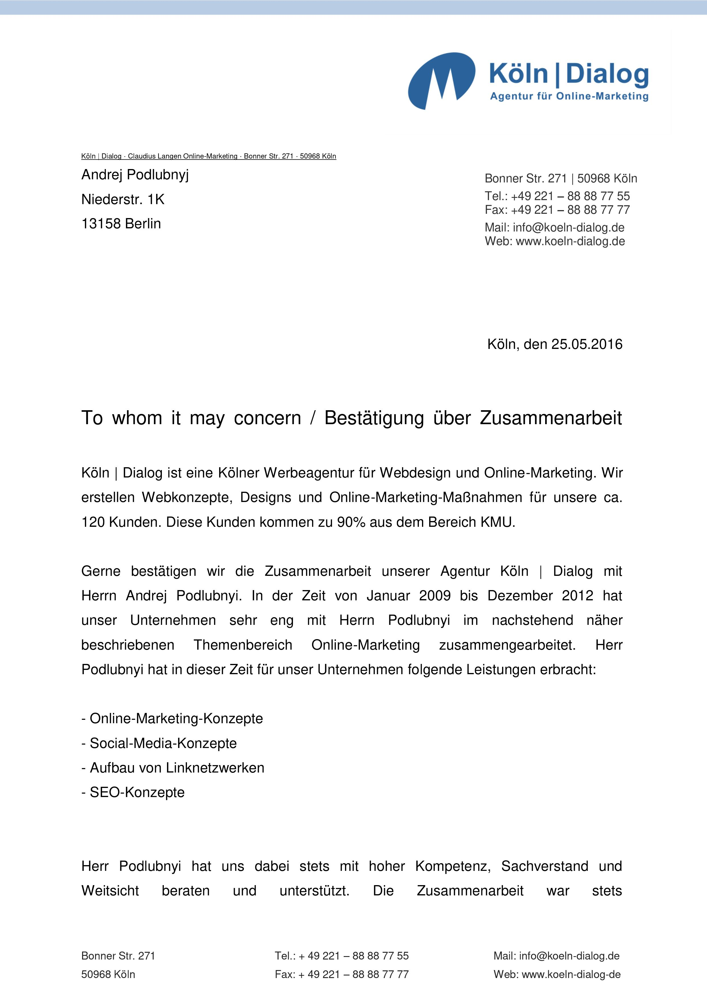 Köln | Dialog
Agentur für Online-Marketing
Köln | Dialog · Claudius Langen Online-Marketing · Bonner Str. 271 · 50968 Köln
Andrej Podlubnyj
Niederstr. 1K
13158 Berlin
Bonner Str. 271 | 50968 Köln
Tel.: +49 221 – 88 88 77 55
Fax: +49 221 – 88 88 77 77
Mail: info@koeln-dialog.de
Web: www.koeln-dialog.de
Köln, den 25.05.2016
To whom it may concern / Bestätigung über Zusammenarbeit
Köln | Dialog ist eine Kölner Werbeagentur für Webdesign und Online-Marketing. Wir
erstellen Webkonzepte, Designs und Online-Marketing-Maßnahmen für unsere ca.
120 Kunden. Diese Kunden kommen zu 90% aus dem Bereich KMU.
Gerne bestätigen wir die Zusammenarbeit unserer Agentur Köln | Dialog mit
Herrn Andrej Podlubnyi. In der Zeit von Januar 2009 bis Dezember 2012 hat
unser Unternehmen sehr eng mit Herrn Podlubnyi im nachstehend näher
beschriebenen Themenbereich Online-Marketing zusammengearbeitet. Herr
Podlubnyi hat in dieser Zeit für unser Unternehmen folgende Leistungen erbracht:
- Online-Marketing-Konzepte
- Social-Media-Konzepte
- Aufbau von Linknetzwerken
- SEO-Konzepte
Herr Podlubnyi hat uns dabei stets mit hoher Kompetenz, Sachverstand und
Weitsicht beraten und unterstützt. Die Zusammenarbeit war stets
Bonner Str. 271
50968 Köln
Tel.: + 49 221 – 88 88 77 55
Fax: + 49 221 – 88 88 77 77
Mail: info@koeln-dialog.de
Web: www.koeln-dialog-de